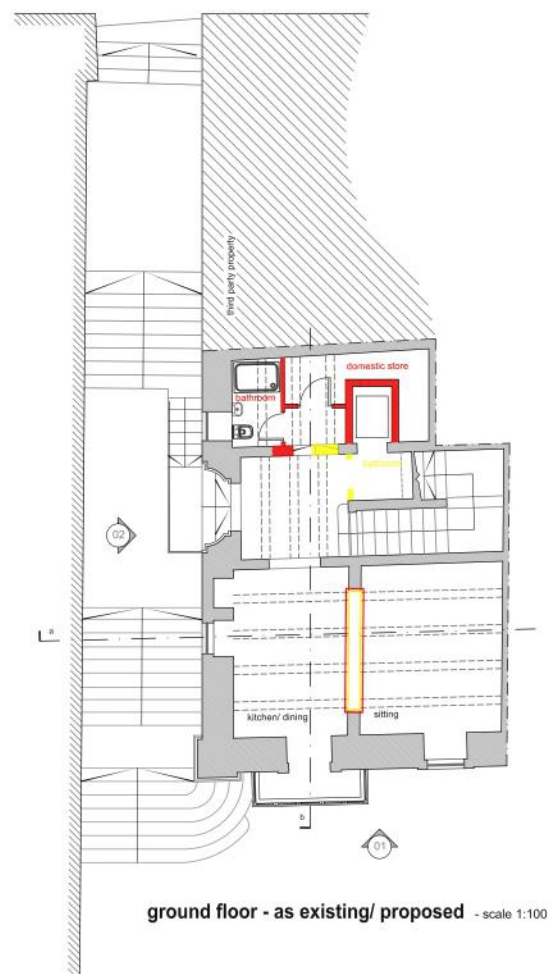 third party property
domestic store
bathroom
bathroom
02
a
kitchen/ dining
sitting
b
01
ground floor - as existing/ proposed - scale 1:100